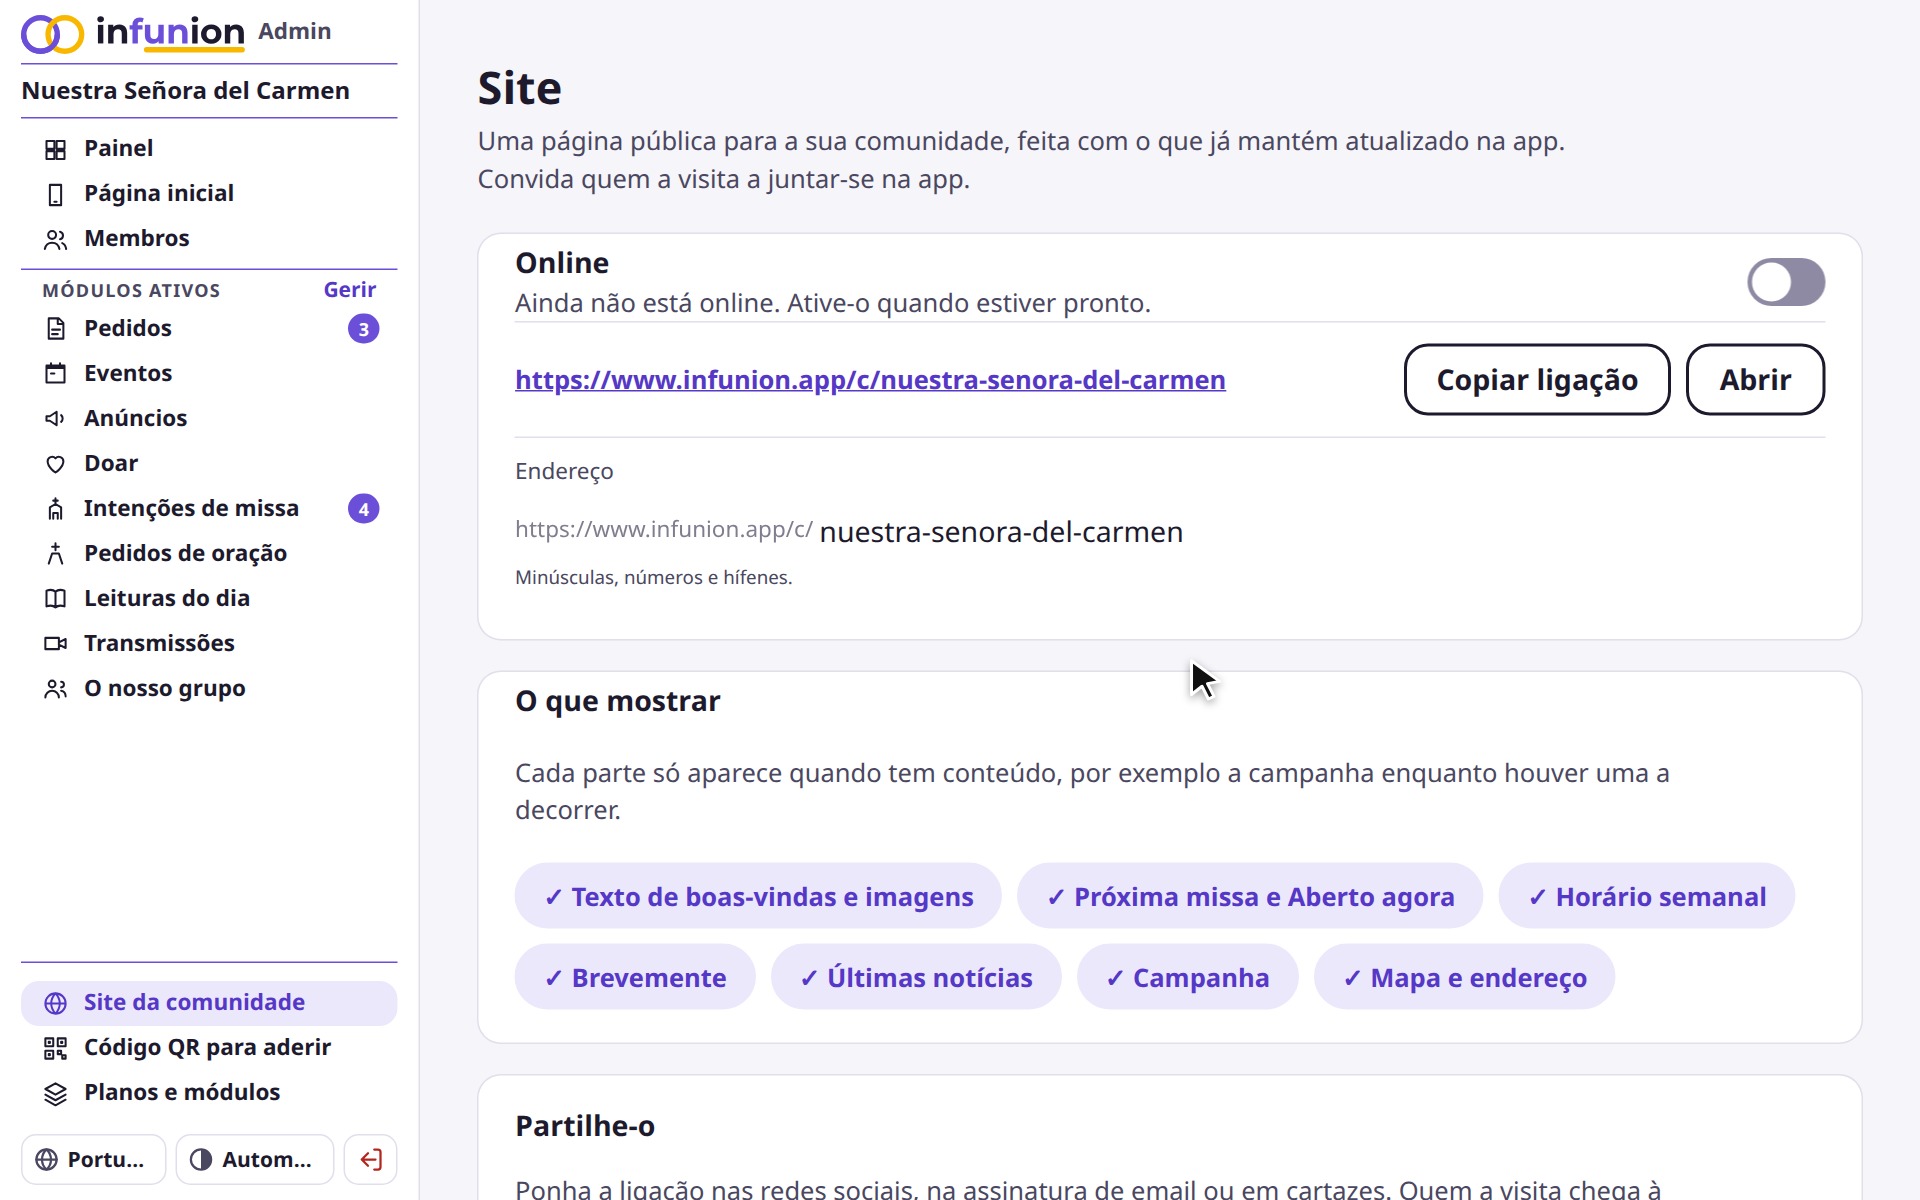 infunion Admin
Nuestra Señora del Carmen
Painel
Página inicial
Membros
MÓDULOS ATIVOS Gerir
Pedidos 3
Eventos
Anúncios
Doar
Intenções de missa 4
Pedidos de oração
Leituras do dia
Transmissões
O nosso grupo
Site da comunidade
Código QR para aderir
Planos e módulos
Portu... Autom...
Site
Uma página pública para a sua comunidade, feita com o que já mantém atualizado na app.
Convida quem a visita a juntar-se na app.
Online
Ainda não está online. Ative-o quando estiver pronto.
https://www.infunion.app/c/nuestra-senora-del-carmen Copiar ligação Abrir
Endereço
https://www.infunion.app/c/ nuestra-senora-del-carmen
Minúsculas, números e hífenes.
O que mostrar
Cada parte só aparece quando tem conteúdo, por exemplo a campanha enquanto houver uma a
decorrer.
✓ Texto de boas-vindas e imagens ✓ Próxima missa e Aberto agora ✓ Horário semanal
✓ Brevemente ✓ Últimas notícias ✓ Campanha ✓ Mapa e endereço
Partilhe-o
Ponha a ligação nas redes sociais, na assinatura de email ou em cartazes. Quem a visita chega à